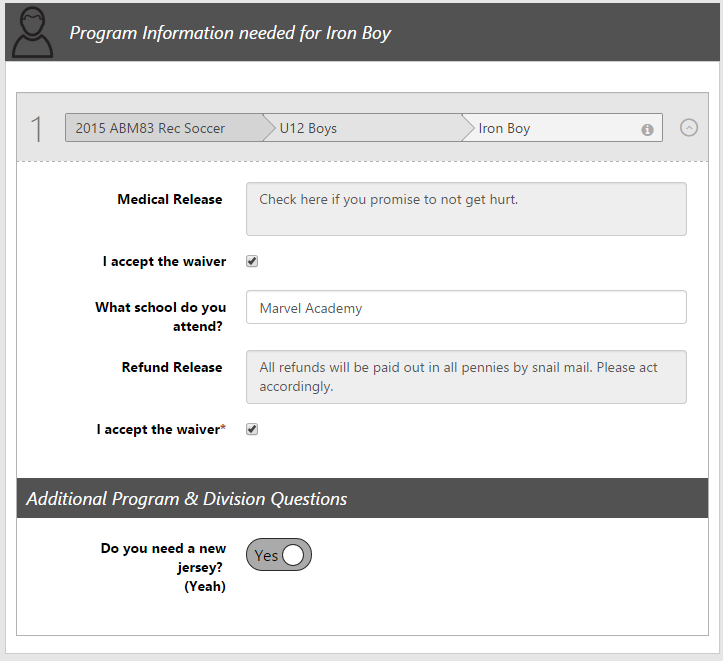 Program Information needed for Iron Boy
1 2015 ABM83 Rec Soccer U12 Boys Iron Boy i
Medical Release Check here if you promise to not get hurt.
I accept the waiver
What school do you Marvel Academy
attend?
Refund Release All refunds will be paid out in all pennies by snail mail. Please act
accordingly.
I accept the waiver*
Additional Program & Division Questions
Do you need a new Yes
jersey?
(Yeah)